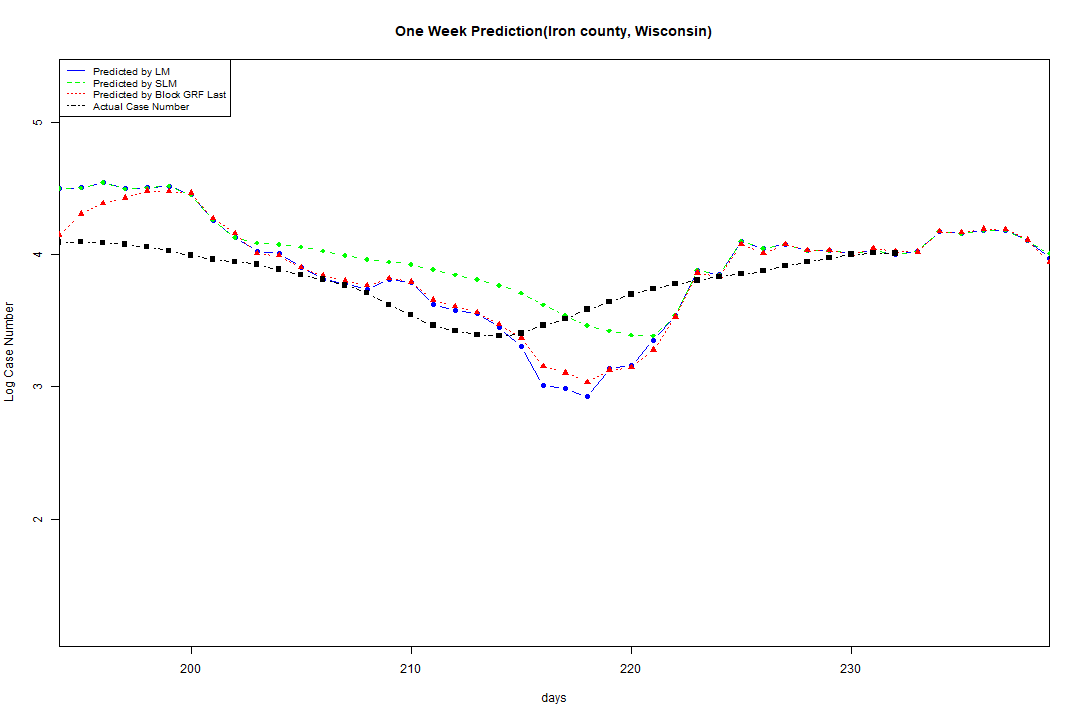 One Week Prediction(Iron county, Wisconsin)
Predicted by LM
Predicted by SLM
Predicted by Block GRF Last
Actual Case Number
5
4
3
2
Log Case Number
200
210
220
230
days